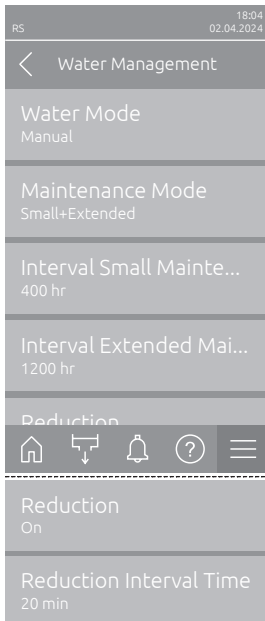 18:04
RS 02.04.2024
Water Management
Water Mode
Manual
Maintenance Mode
Small+Extended
Interval Small Mainte...
400 hr
Interval Extended Mai...
1200 hr
Reduction
?
Reduction
On
Reduction Interval Time
20 min